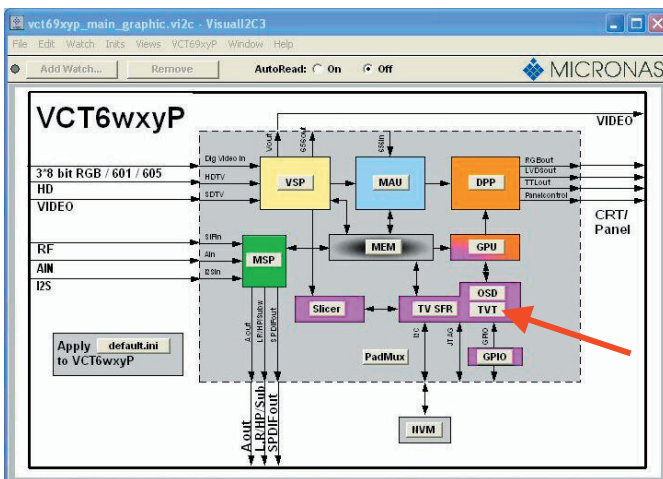 vct69xyp_main_graphic.vi2c - VisualI2C3
File Edit Watch Inits Views VCT69xyP Window Help
Add Watch... Remove AutoRead: On Off MICRONAS
VCT6wxyP
VIDEO
Vout
656out
656in
Dig Video In
3*8 bit RGB / 601 / 605
HDTV
HD
SDTV
VIDEO
VSP
MAU
DPP
RGBout
LVDSout
TTLout
Panelcontrol
CRT/
Panel
RF
SIFin
AIN
Ain
I2S
I2Sin
MSP
MEM
GPU
Slicer
TV SFR
OSD
TVT
Apply default.ini
to VCT6wxyP
Aout
LR/HP/Subw
SPDIFout
PadMux
I2C
JTAG
GPIO
GPIO
Aout
L.R/HP/Sub
SPDIFout
NVM